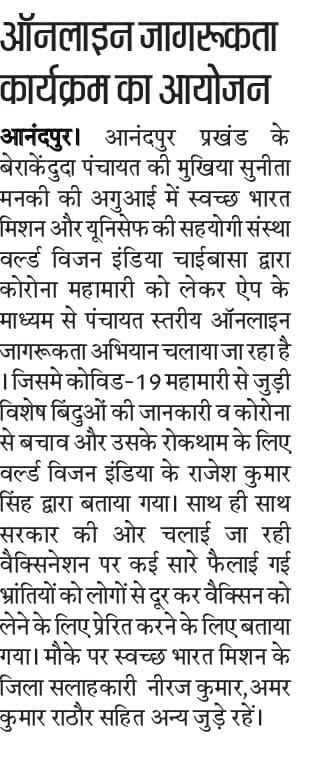 ऑनलाइन जागरूकता
कार्यक्रम का आयोजन
आनंदपुर। आनंदपुर प्रखंड के
बेराकेंदुदा पंचायत की मुखिया सुनीता
मनकी की अगुआई में स्वच्छ भारत
मिशन और यूनिसेफ की सहयोगी संस्था
वर्ल्ड विजन इंडिया चाईबासा द्वारा
कोरोना महामारी को लेकर ऐप के
माध्यम से पंचायत स्तरीय ऑनलाइन
जागरूकता अभियान चलाया जा रहा है
। जिसमे कोविड-19 महामारी से जुड़ी
विशेष बिंदुओं की जानकारी व कोरोना
से बचाव और उसके रोकथाम के लिए
वर्ल्ड विजन इंडिया के राजेश कुमार
सिंह द्वारा बताया गया। साथ ही साथ
सरकार की ओर चलाई जा रही
वैक्सिनेशन पर कई सारे फैलाई गई
भ्रांतियों को लोगों से दूर कर वैक्सिन को
लेने के लिए प्रेरित करने के लिए बताया
गया। मौके पर स्वच्छ भारत मिशन के
जिला सलाहकारी नीरज कुमार,अमर
कुमार राठौर सहित अन्य जुड़े रहें।